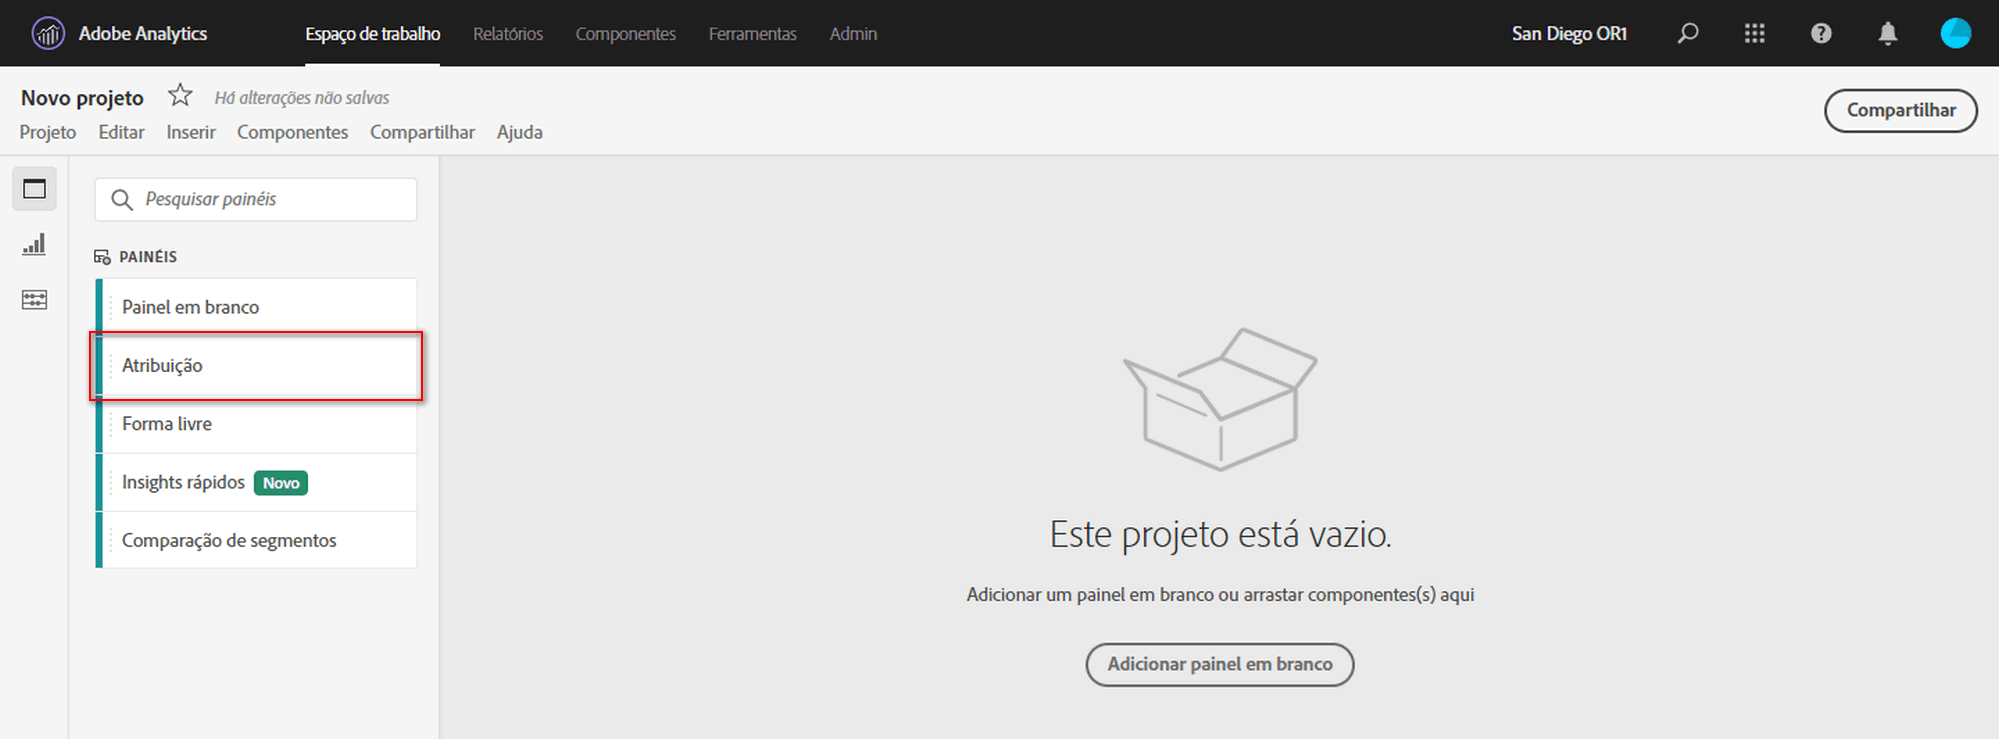 Adobe Analytics
Espaço de trabalho
Relatórios
Componentes
Ferramentas
Admin
San Diego OR1
Novo projeto
Há alterações não salvas
Projeto
Editar
Inserir
Componentes
Compartilhar
Ajuda
Compartilhar
Pesquisar painéis
PAINÉIS
Painel em branco
Atribuição
Forma livre
Insights rápidos Novo
Comparação de segmentos
Este projeto está vazio.
Adicionar um painel em branco ou arrastar componentes(s) aqui
Adicionar painel em branco